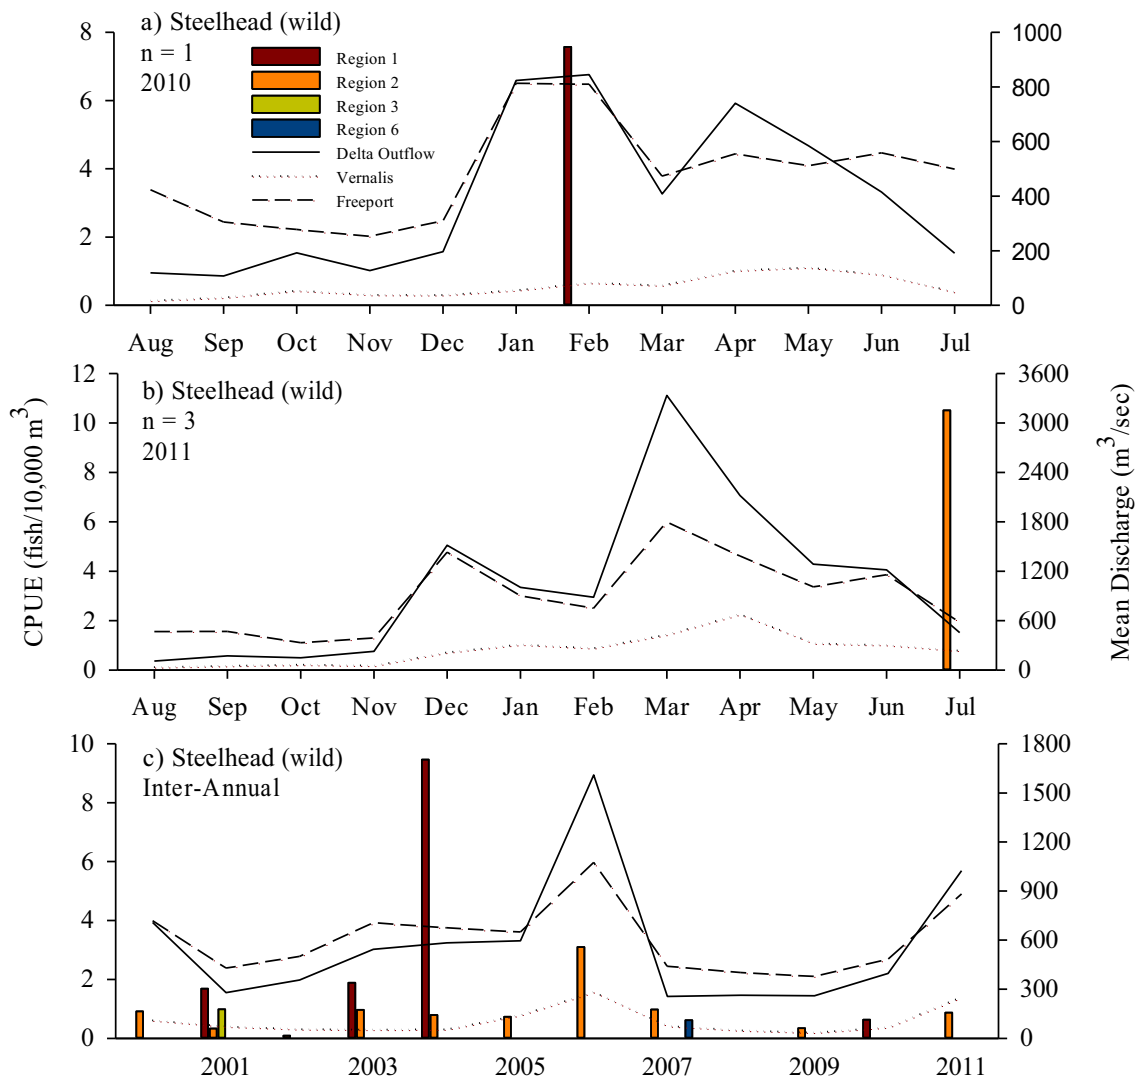 a) Steelhead (wild)
n = 1
2010
Region 1
Region 2
Region 3
Region 6
Delta Outflow
Vernalis
Freeport
8
6
4
2
0
1000
800
600
400
200
0
Aug Sep Oct Nov Dec Jan Feb Mar Apr May Jun Jul
b) Steelhead (wild)
n = 3
2011
12
10
8
6
4
2
0
3600
3000
2400
1800
1200
600
0
Aug Sep Oct Nov Dec Jan Feb Mar Apr May Jun Jul
CPUE (fish/10,000 m³)
Mean Discharge (m³/sec)
c) Steelhead (wild)
Inter-Annual
10
8
6
4
2
0
1800
1500
1200
900
600
300
0
2001 2003 2005 2007 2009 2011